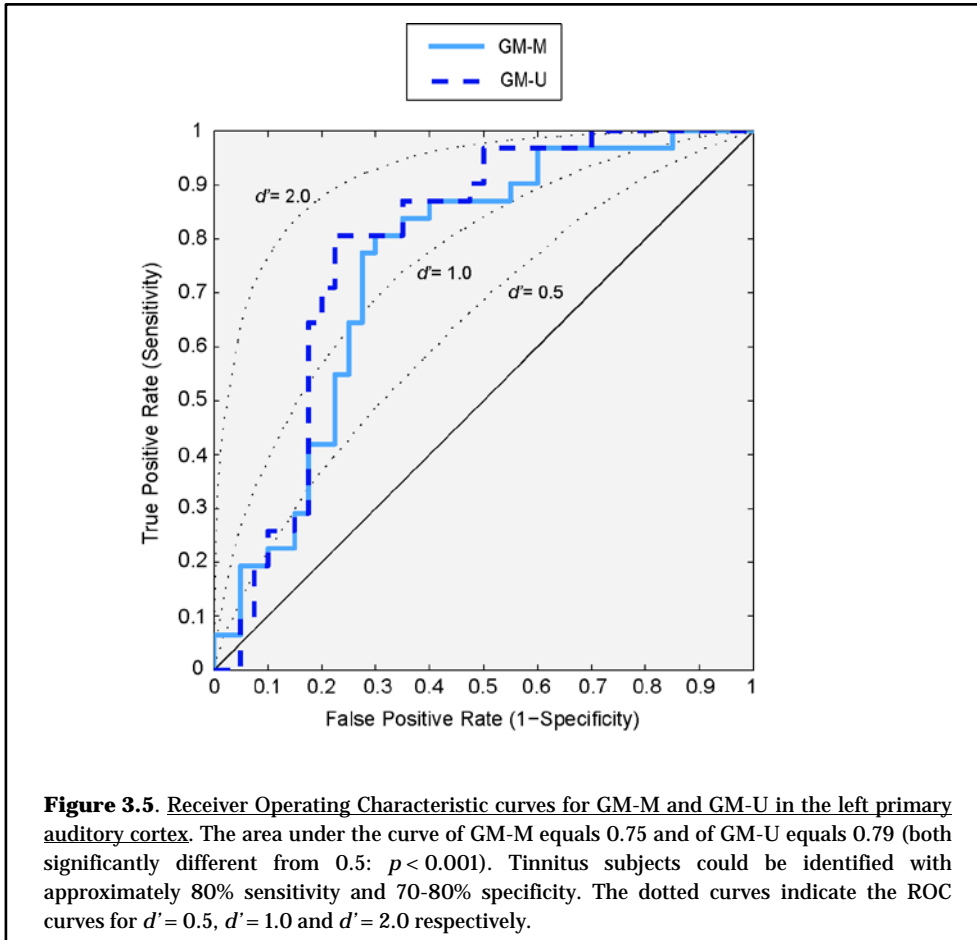 GM-M
GM-U
1
0.9
0.8
0.7
0.6
0.5
0.4
0.3
0.2
0.1
0
True Positive Rate (Sensitivity)
d'= 2.0
d'= 1.0
d'= 0.5
0 0.1 0.2 0.3 0.4 0.5 0.6 0.7 0.8 0.9 1
False Positive Rate (1−Specificity)
Figure 3.5. Receiver Operating Characteristic curves for GM-M and GM-U in the left primary
auditory cortex. The area under the curve of GM-M equals 0.75 and of GM-U equals 0.79 (both
significantly different from 0.5: p < 0.001). Tinnitus subjects could be identified with
approximately 80% sensitivity and 70-80% specificity. The dotted curves indicate the ROC
curves for d' = 0.5, d' = 1.0 and d' = 2.0 respectively.